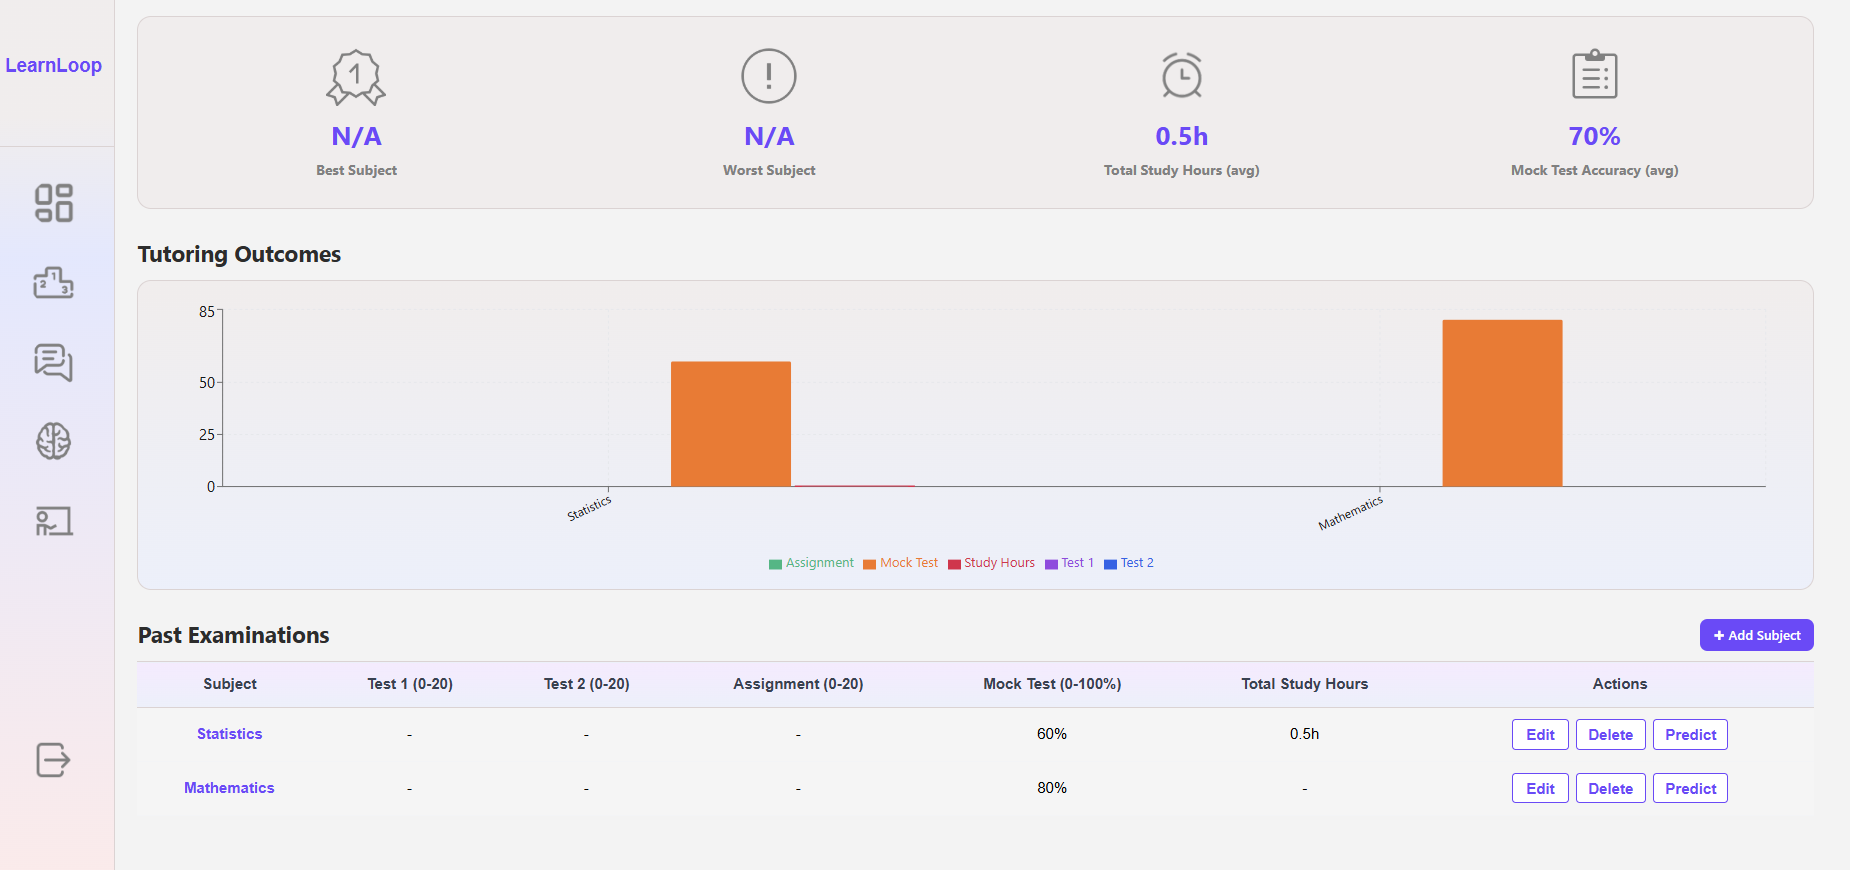 LearnLoop
1
N/A
Best Subject
!
N/A
Worst Subject
0.5h
Total Study Hours (avg)
70%
Mock Test Accuracy (avg)
2 1 3
Tutoring Outcomes
85
50
25
0
Statistics
Mathematics
Assignment Mock Test Study Hours Test 1 Test 2
Past Examinations
+ Add Subject
Subject Test 1 (0-20) Test 2 (0-20) Assignment (0-20) Mock Test (0-100%) Total Study Hours Actions
Statistics - - - 60% 0.5h Edit Delete Predict
Mathematics - - - 80% - Edit Delete Predict